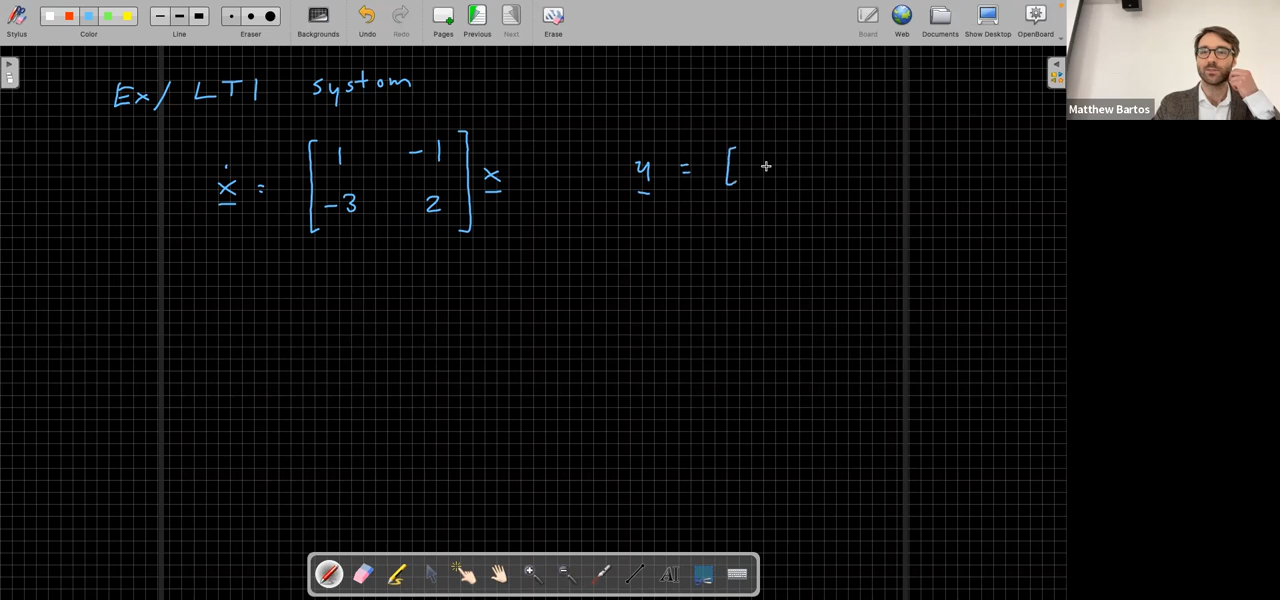 Stylus Color Line Eraser Backgrounds Undo Redo Pages Previous Next Erase Board Web Documents Show Desktop OpenBoard
Matthew Bartos
Ex/ LTI system
ẋ = [ 1 -1
-3 2 ] x y = [
AI